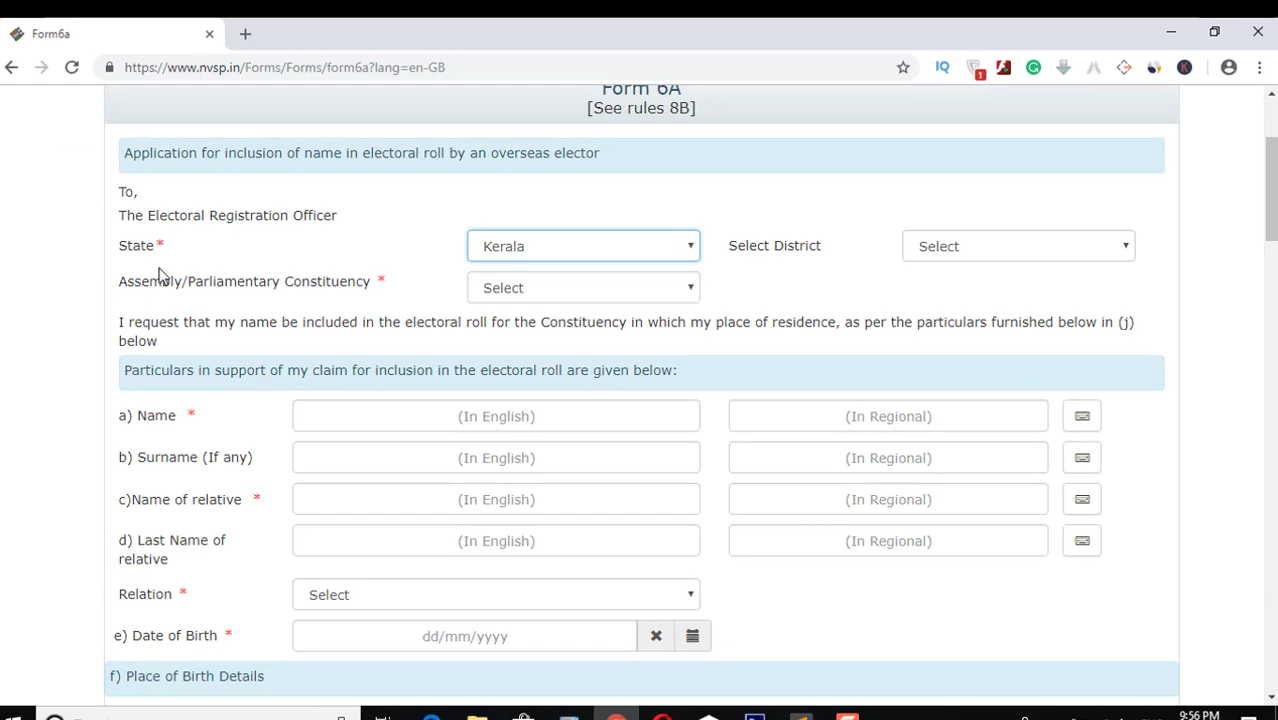 Form6a
https://www.nvsp.in/Forms/Forms/form6a?lang=en-GB
IQ
1
K
Form 6A
[See rules 8B]
Application for inclusion of name in electoral roll by an overseas elector
To,
The Electoral Registration Officer
State* Kerala Select District Select
Assembly/Parliamentary Constituency * Select
I request that my name be included in the electoral roll for the Constituency in which my place of residence, as per the particulars furnished below in (j)
below
Particulars in support of my claim for inclusion in the electoral roll are given below:
a) Name * (In English) (In Regional)
b) Surname (If any) (In English) (In Regional)
c)Name of relative * (In English) (In Regional)
d) Last Name of (In English) (In Regional)
relative
Relation * Select
e) Date of Birth * dd/mm/yyyy
f) Place of Birth Details
9:56 PM